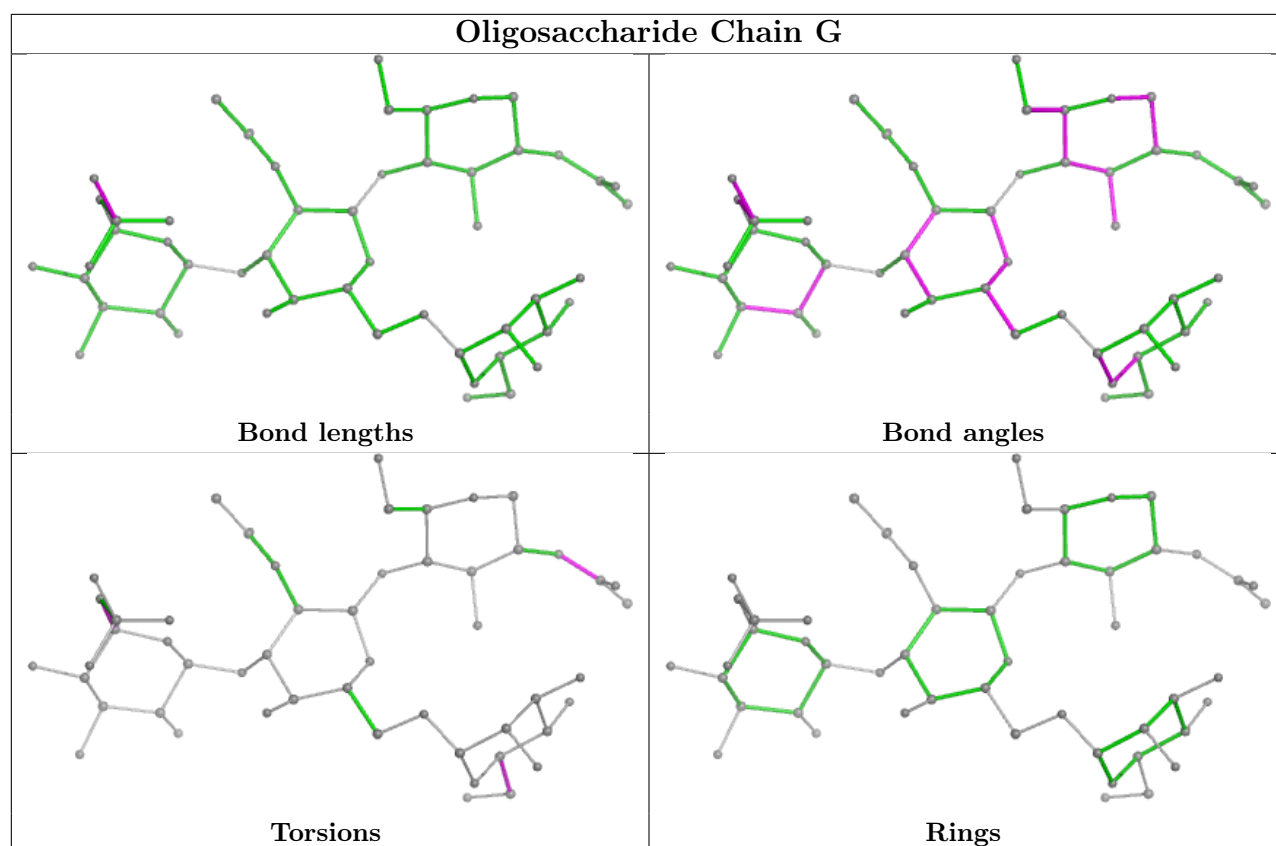 Oligosaccharide Chain G
Bond lengths
Bond angles
Torsions
Rings